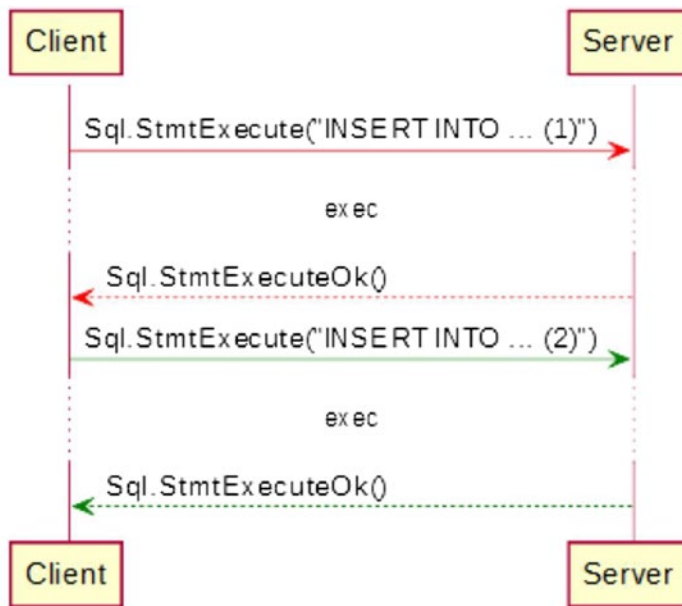 Client Server
Sql.StmtExecute("INSERT INTO ... (1)")
exec
Sql.StmtExecuteOk()
Sql.StmtExecute("INSERT INTO ... (2)")
exec
Sql.StmtExecuteOk()
Client Server